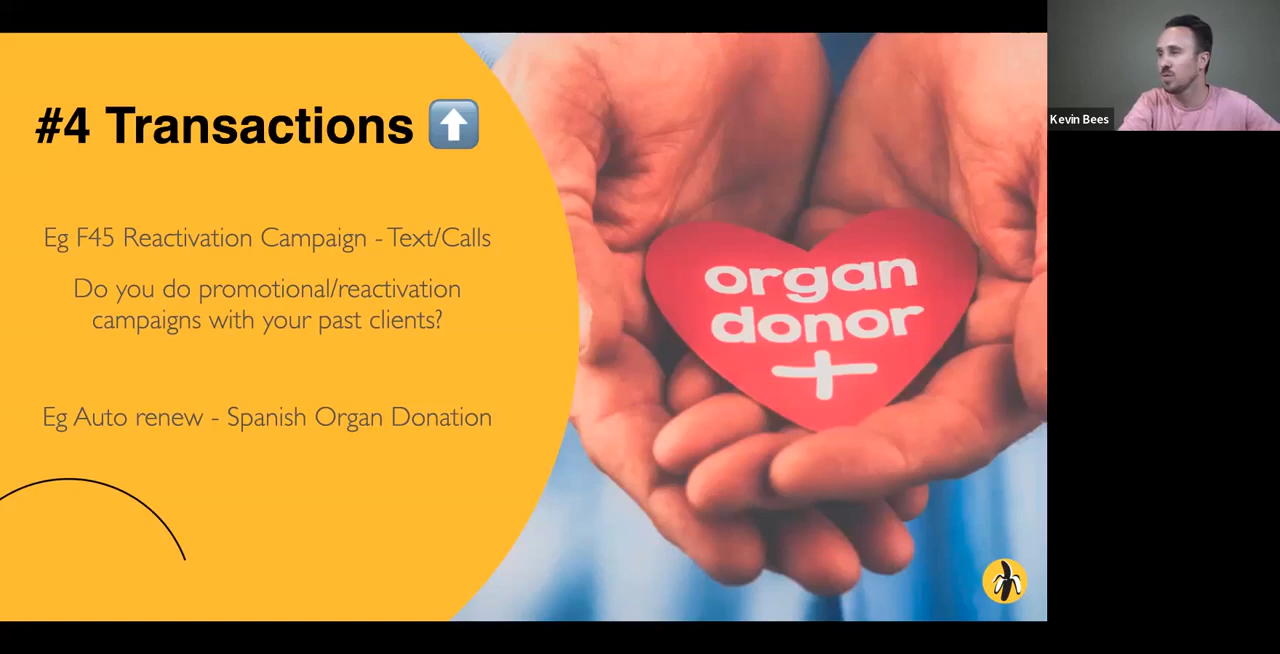 #4 Transactions ⬆️
Eg F45 Reactivation Campaign - Text/Calls
Do you do promotional/reactivation
campaigns with your past clients?
Eg Auto renew - Spanish Organ Donation
organ
donor
Kevin Bees